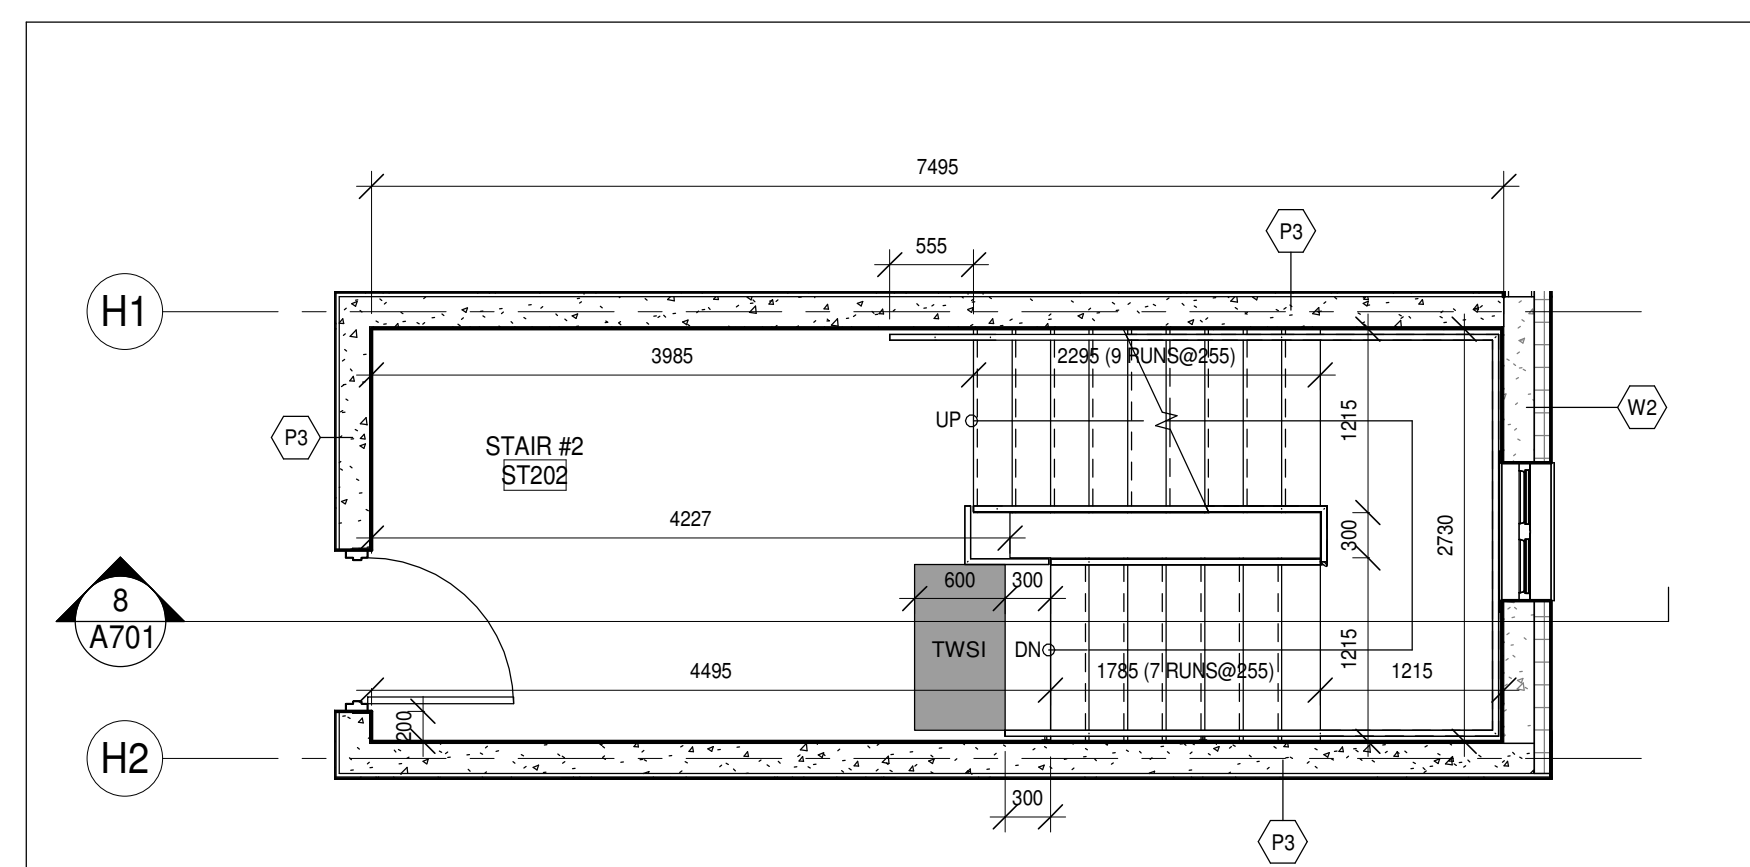 7495
555
P3
H1
3985
2295 (9 RUNS@255)
UP
1215
W2
P3
STAIR #2
ST202
4227
300
2730
600
300
8
A701
TWSI
DN
1215
4495
1785 (7 RUNS@255)
1215
200
H2
300
P3